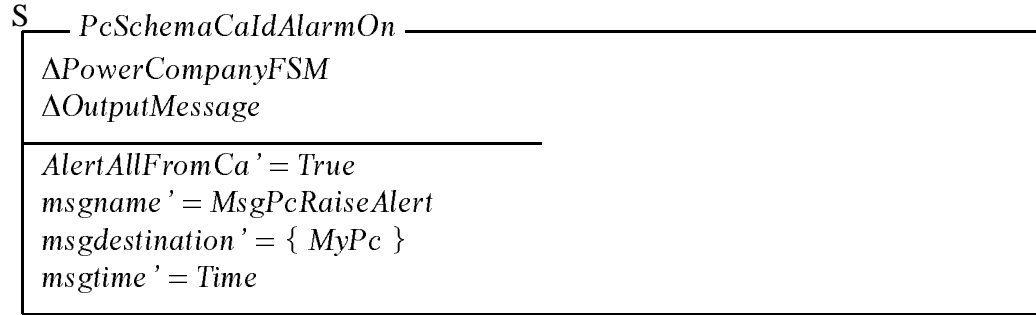 S
PcSchemaCaIdAlarmOn
ΔPowerCompanyFSM
ΔOutputMessage
AlertAllFromCa' = True
msgname' = MsgPcRaiseAlert
msgdestination' = { MyPc }
msgtime' = Time